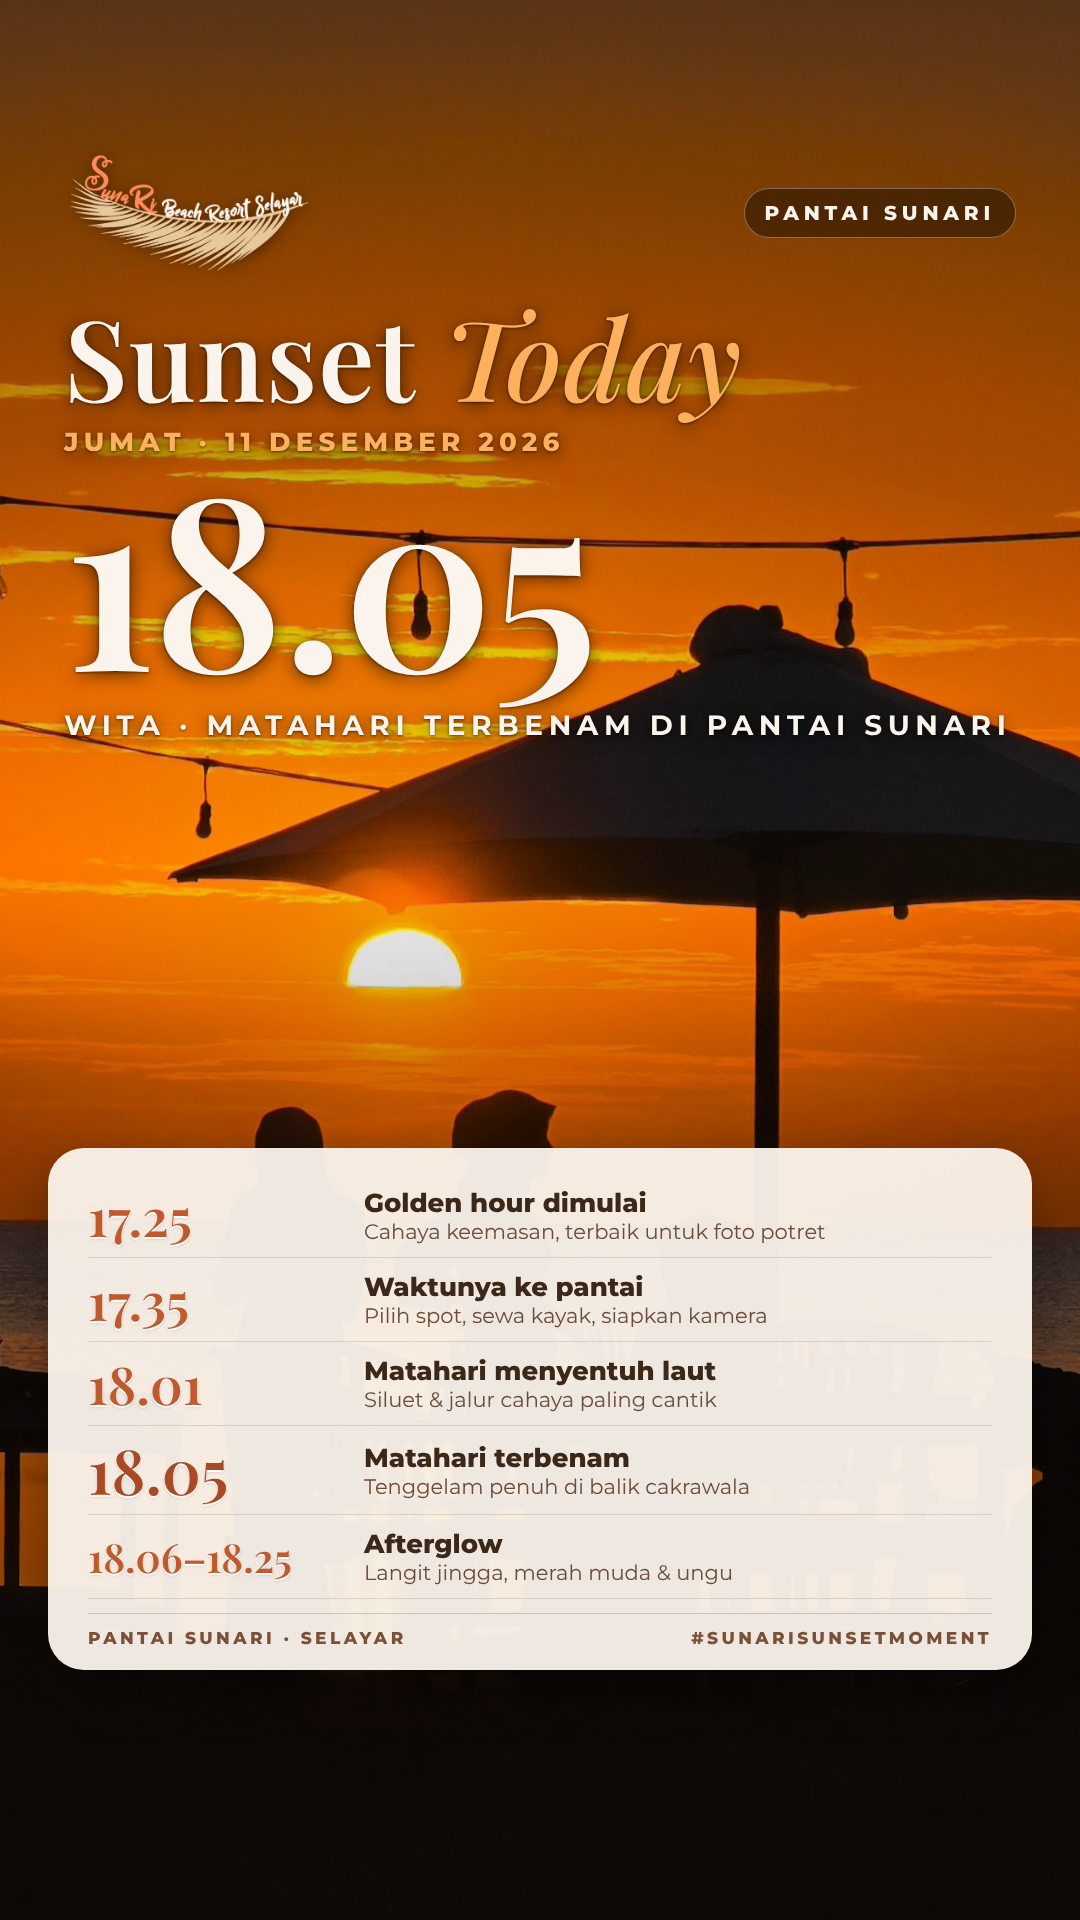 SunaRi Beach Resort Selayar
PANTAI SUNARI
Sunset Today
JUMAT · 11 DESEMBER 2026
18.05
WITA · MATAHARI TERBENAM DI PANTAI SUNARI
17.25
Golden hour dimulai
Cahaya keemasan, terbaik untuk foto potret
17.35
Waktunya ke pantai
Pilih spot, sewa kayak, siapkan kamera
18.01
Matahari menyentuh laut
Siluet & jalur cahaya paling cantik
18.05
Matahari terbenam
Tenggelam penuh di balik cakrawala
18.06–18.25
Afterglow
Langit jingga, merah muda & ungu
PANTAI SUNARI · SELAYAR
#SUNARISUNSETMOMENT